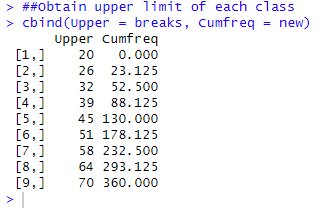 > ##Obtain upper limit of each class
> cbind(Upper = breaks, Cumfreq = new)
      Upper Cumfreq
 [1,]    20   0.000
 [2,]    26  23.125
 [3,]    32  52.500
 [4,]    39  88.125
 [5,]    45 130.000
 [6,]    51 178.125
 [7,]    58 232.500
 [8,]    64 293.125
 [9,]    70 360.000
>